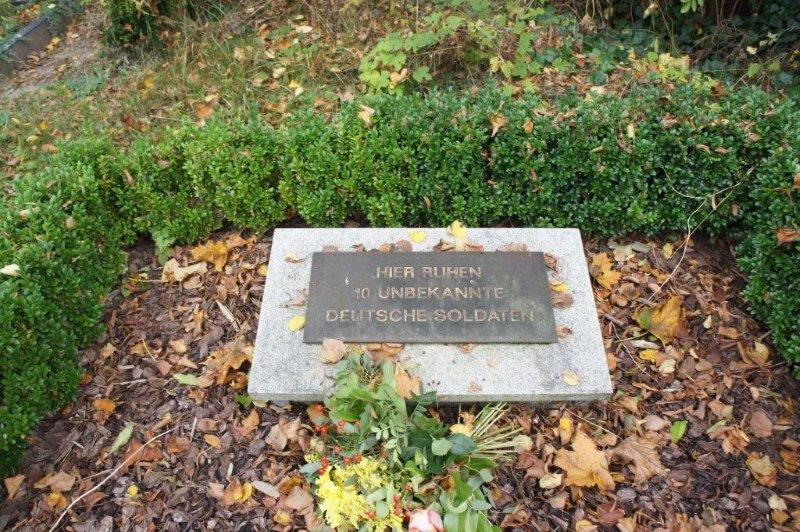 HIER RUHEN
10 UNBEKANNTE
DEUTSCHE SOLDATEN